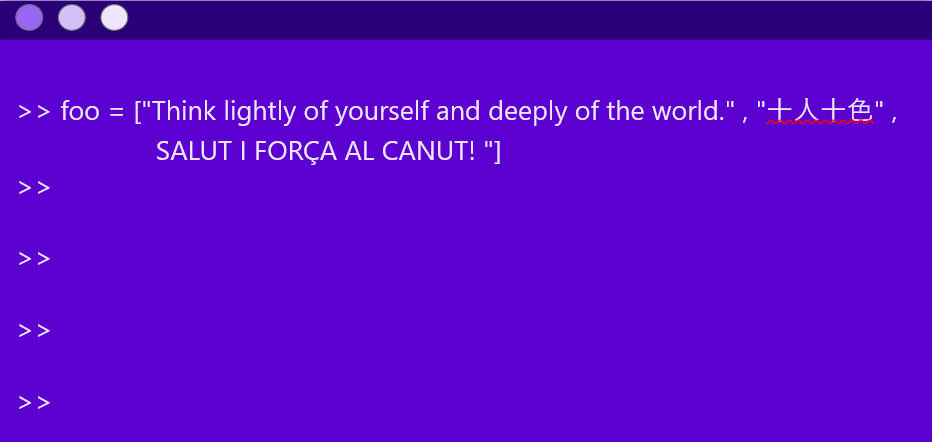 >> foo = ["Think lightly of yourself and deeply of the world." , "十人十色" ,
SALUT I FORÇA AL CANUT! "]
>>
>>
>>
>>